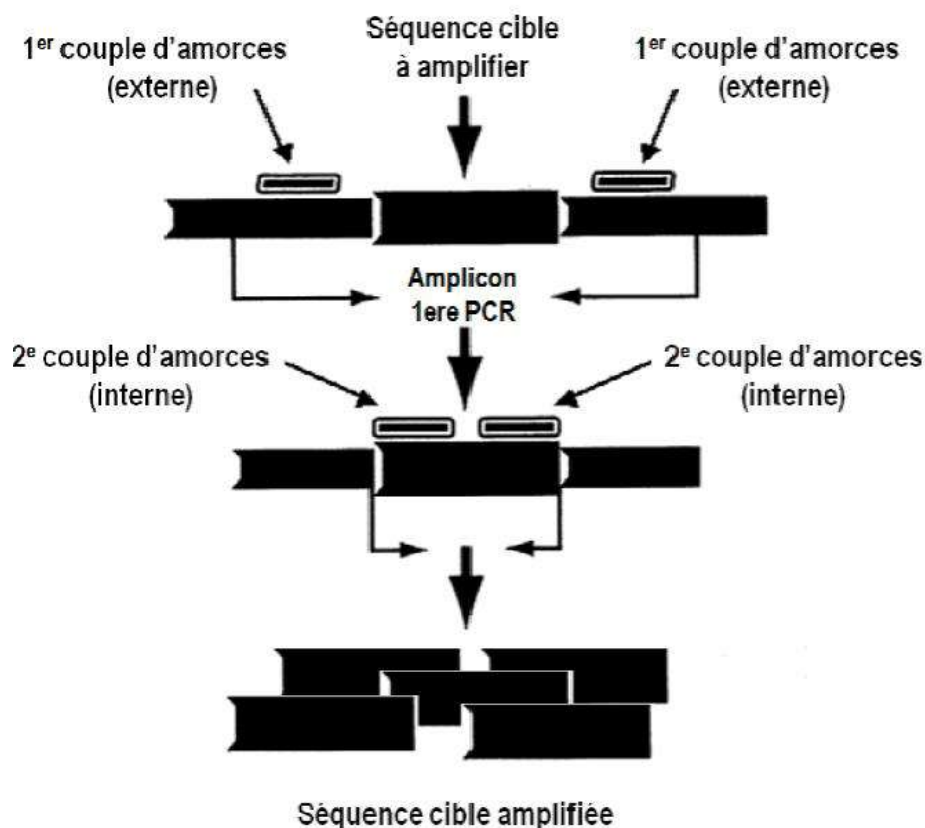 1er couple d'amorces
(externe)
Séquence cible
à amplifier
1er couple d'amorces
(externe)
Amplicon
1ere PCR
2e couple d'amorces
(interne)
2e couple d'amorces
(interne)
Séquence cible amplifiée